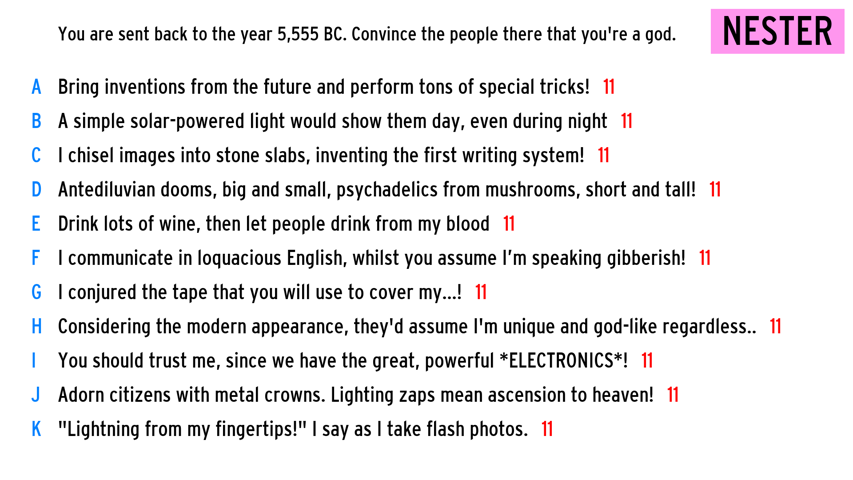 You are sent back to the year 5,555 BC. Convince the people there that you're a god.
NESTER
A Bring inventions from the future and perform tons of special tricks! 11
B A simple solar-powered light would show them day, even during night 11
C I chisel images into stone slabs, inventing the first writing system! 11
D Antediluvian dooms, big and small, psychadelics from mushrooms, short and tall! 11
E Drink lots of wine, then let people drink from my blood 11
F I communicate in loquacious English, whilst you assume I’m speaking gibberish! 11
G I conjured the tape that you will use to cover my...! 11
H Considering the modern appearance, they'd assume I'm unique and god-like regardless.. 11
I You should trust me, since we have the great, powerful *ELECTRONICS*! 11
J Adorn citizens with metal crowns. Lighting zaps mean ascension to heaven! 11
K "Lightning from my fingertips!" I say as I take flash photos. 11